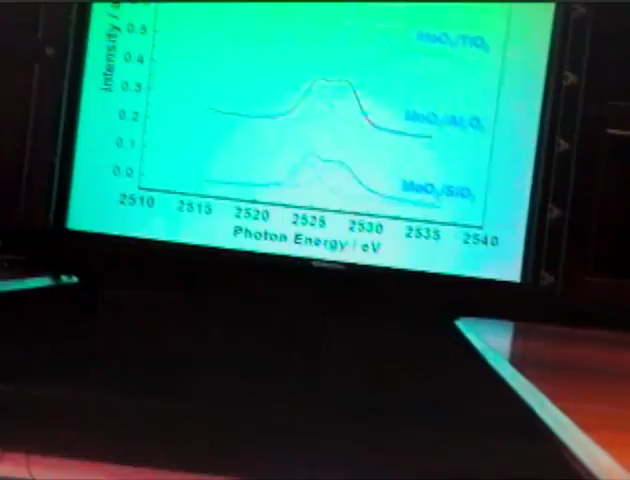 Intensity /
0.5
0.4
0.3
0.2
0.1
0.0
MoO₃/TiO₂
MoO₃/Al₂O₃
MoO₃/SiO₂
2510 2515 2520 2525 2530 2535 2540
Photon Energy / eV